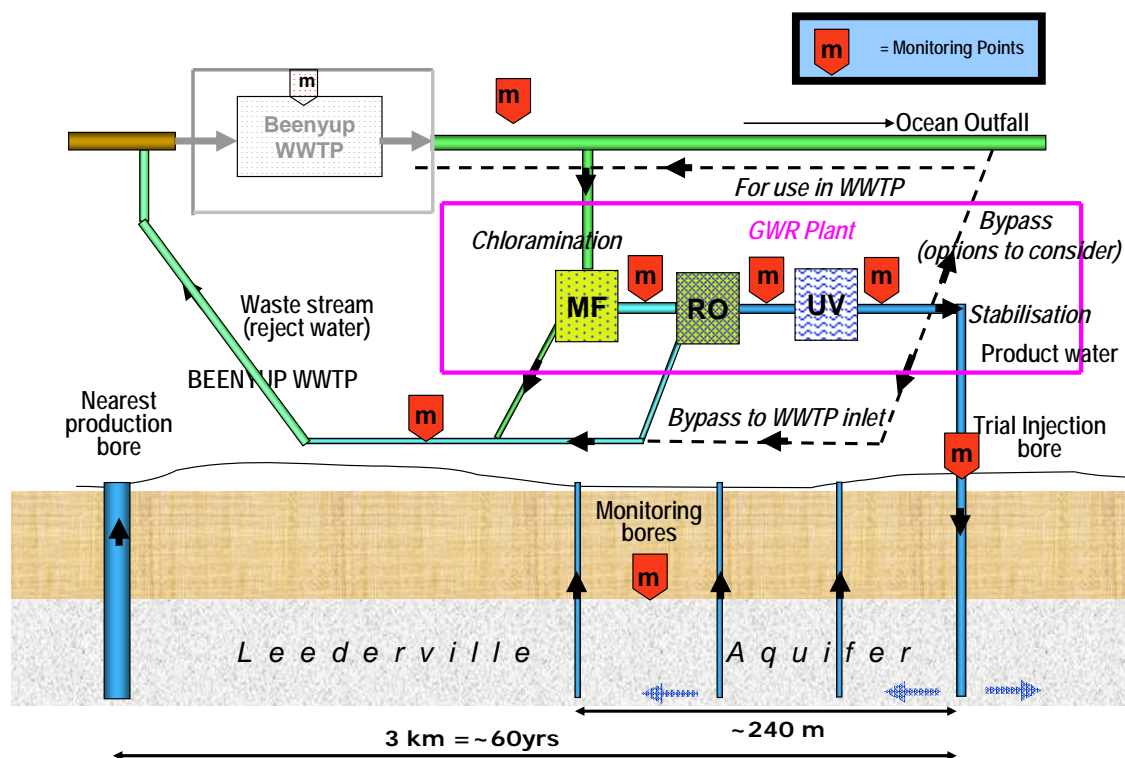 m
= Monitoring Points
m
m
Beenyup
WWTP
Ocean Outfall
For use in WWTP
Bypass
(options to consider)
GWR Plant
Chloramination
m
m
m
MF
RO
UV
Waste stream
(reject water)
Stabilisation
Product water
BEENYUP WWTP
Nearest
production
bore
m
Bypass to WWTP inlet
Trial Injection
bore
m
Monitoring
bores
m
Leederville Aquifer
~240 m
3 km =~60yrs